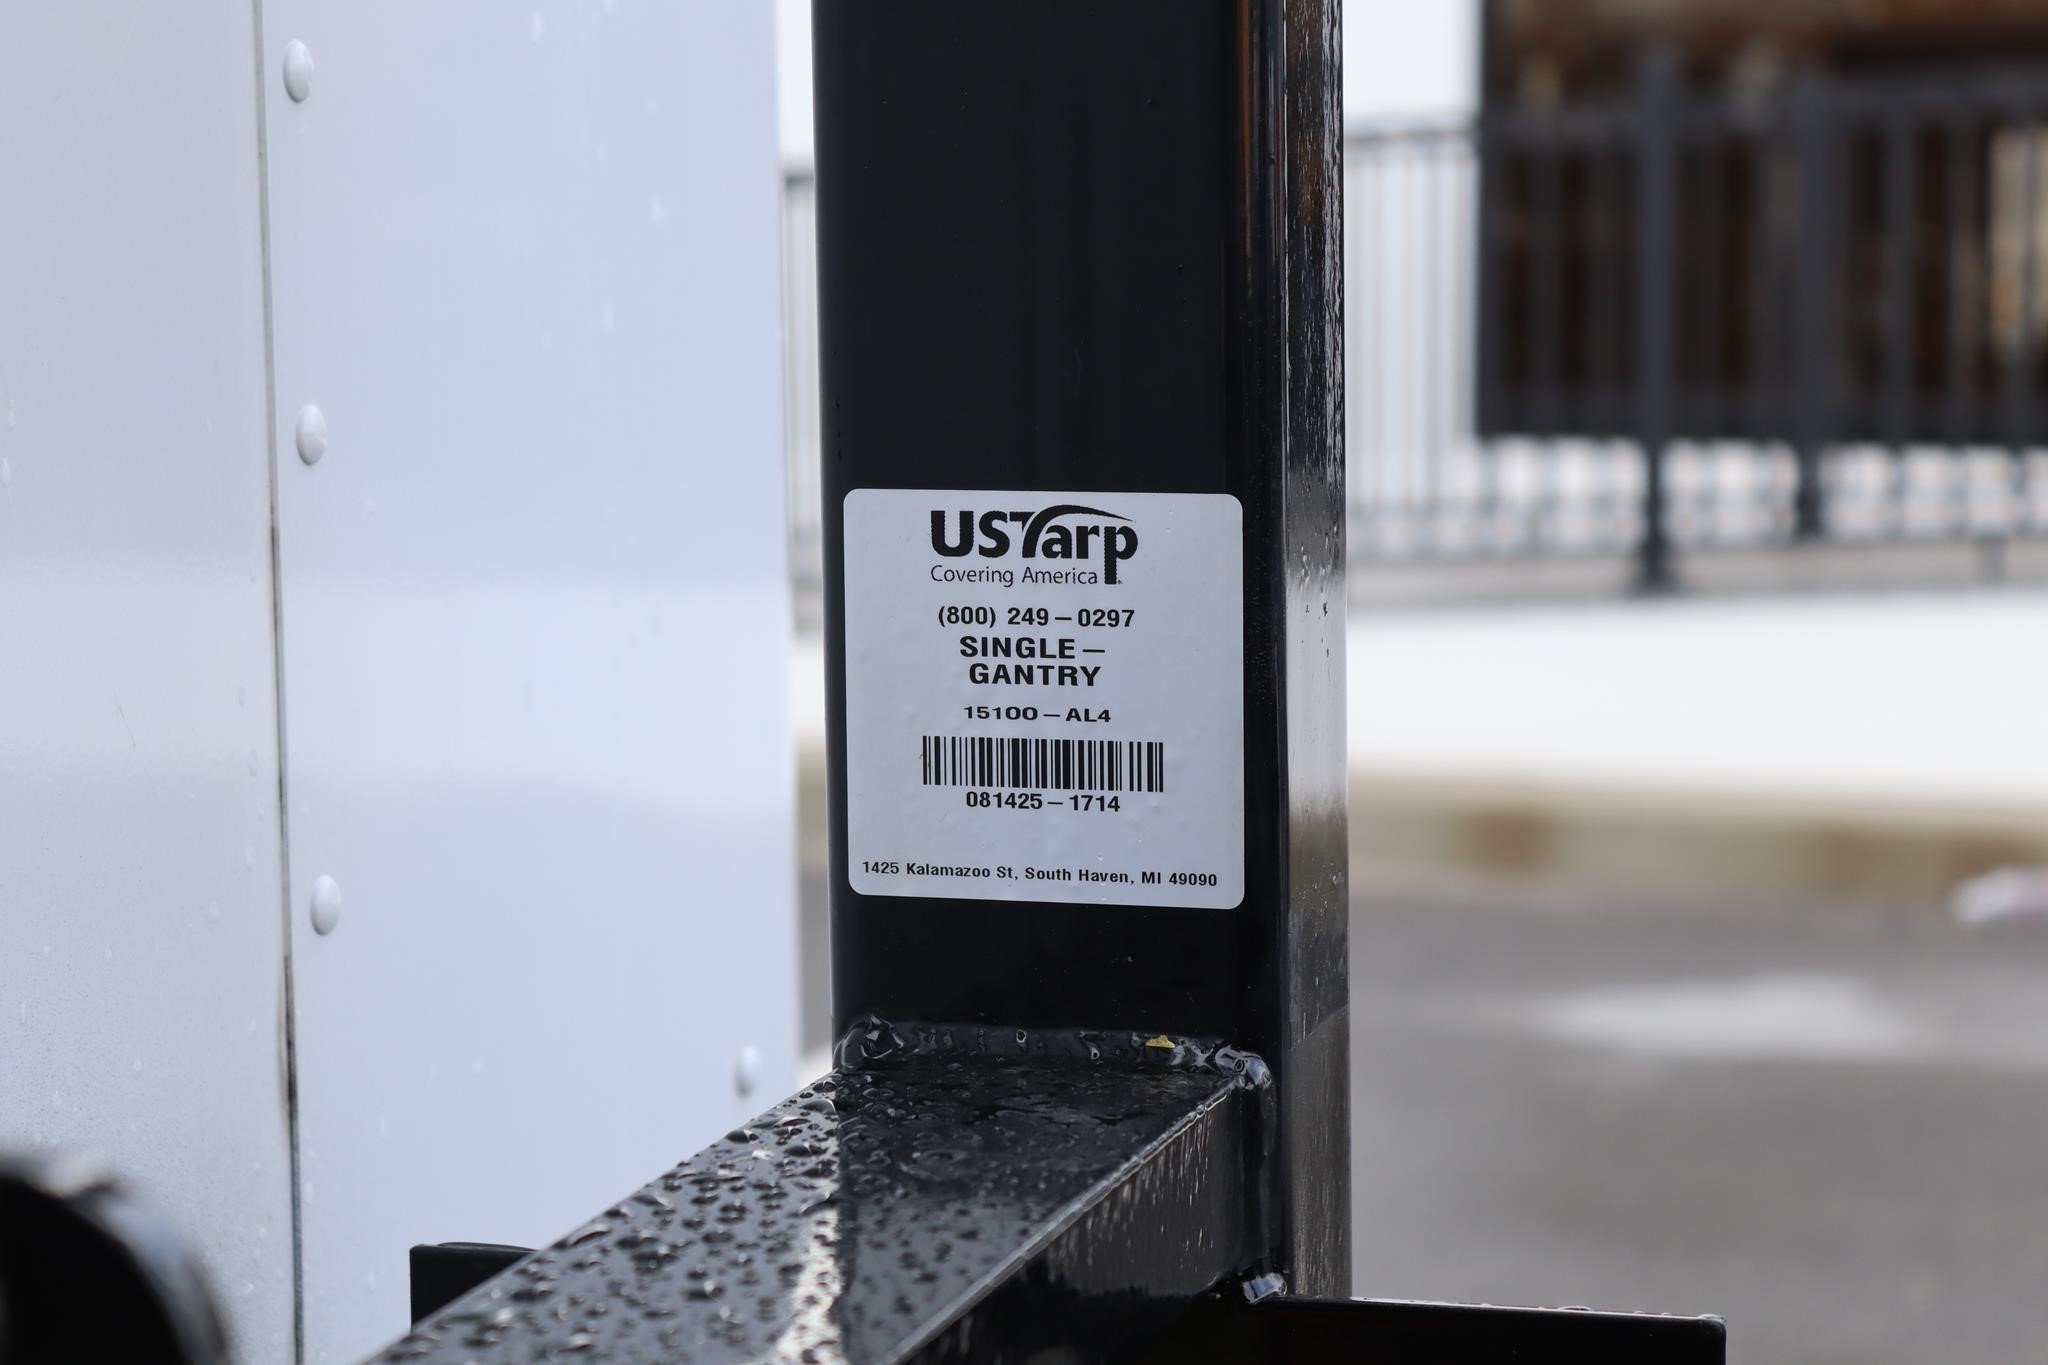 USTarp
Covering America
(800) 249-0297
SINGLE-
GANTRY
15100-AL4
081425-1714
1425 Kalamazoo St, South Haven, MI 49090